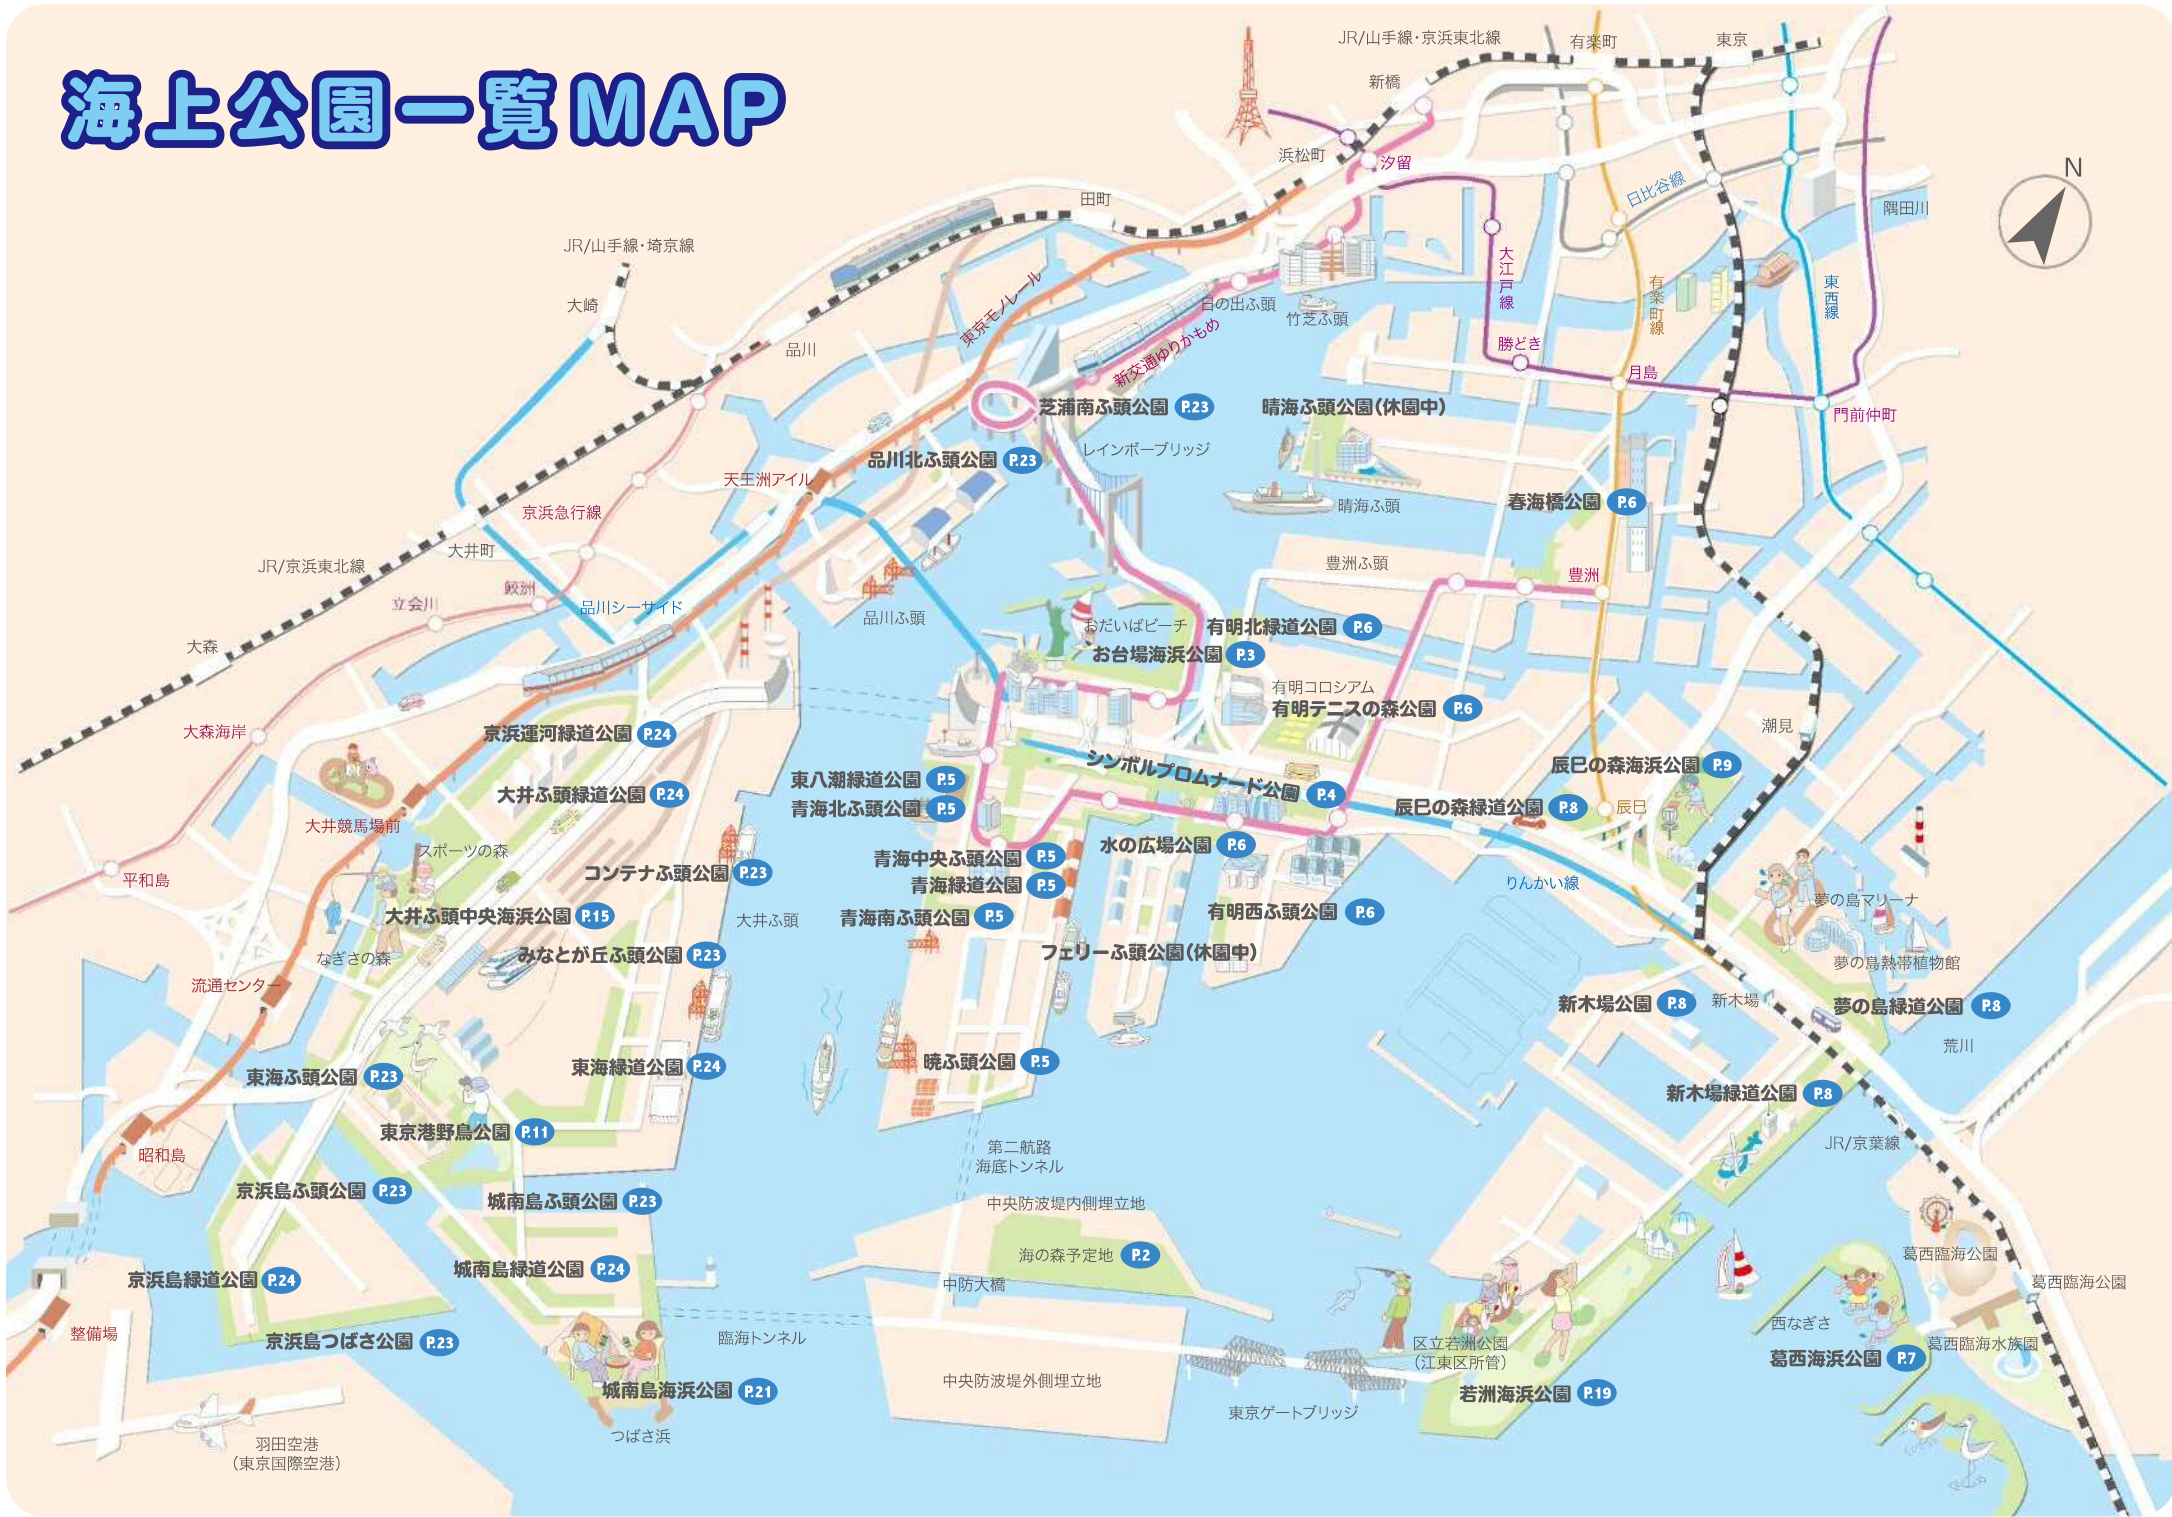 海上公園一覧MAP
JR/山手線・京浜東北線
有楽町
東京
新橋
N
浜松町
汐留
日比谷線
隅田川
田町
JR/山手線・埼京線
大崎
東京モノレール
大江戸線
有楽町線
東西線
日の出ふ頭
竹芝ふ頭
新交通ゆりかもめ
品川
勝どき
月島
門前仲町
芝浦南ふ頭公園 P.23
晴海ふ頭公園(休園中)
レインボーブリッジ
品川北ふ頭公園 P.23
天王洲アイル
京浜急行線
晴海ふ頭
春海橋公園 P.6
大井町
JR/京浜東北線
豊洲ふ頭
豊洲
鮫洲
立会川
品川シーサイド
品川ふ頭
おだいばビーチ
有明北緑道公園 P.6
お台場海浜公園 P.3
大森
有明コロシアム
有明テニスの森公園 P.6
大森海岸
京浜運河緑道公園 P.24
潮見
シンボルプロムナード公園 P.4
辰巳の森海浜公園 P.9
東八潮緑道公園 P.5
青海北ふ頭公園 P.5
大井ふ頭緑道公園 P.24
辰巳の森緑道公園 P.8
辰巳
大井競馬場前
スポーツの森
水の広場公園 P.6
青海中央ふ頭公園 P.5
青海緑道公園 P.5
青海南ふ頭公園 P.5
コンテナふ頭公園 P.23
平和島
りんかい線
大井ふ頭中央海浜公園 P.15
大井ふ頭
有明西ふ頭公園 P.6
夢の島マリーナ
なぎさの森
みなとが丘ふ頭公園 P.23
フェリーふ頭公園(休園中)
夢の島熱帯植物館
流通センター
新木場公園 P.8
新木場
夢の島緑道公園 P.8
荒川
東海ふ頭公園 P.23
東海緑道公園 P.24
暁ふ頭公園 P.5
新木場緑道公園 P.8
東京港野鳥公園 P.11
昭和島
第二航路
海底トンネル
JR/京葉線
京浜島ふ頭公園 P.23
城南島ふ頭公園 P.23
中央防波堤内側埋立地
海の森予定地 P.2
葛西臨海公園
城南島緑道公園 P.24
京浜島緑道公園 P.24
中防大橋
葛西臨海公園
整備場
京浜島つばさ公園 P.23
臨海トンネル
区立若洲公園
(江東区所管)
西なぎさ
葛西臨海水族園
葛西海浜公園 P.7
城南島海浜公園 P.21
中央防波堤外側埋立地
若洲海浜公園 P.19
東京ゲートブリッジ
つばさ浜
羽田空港
(東京国際空港)